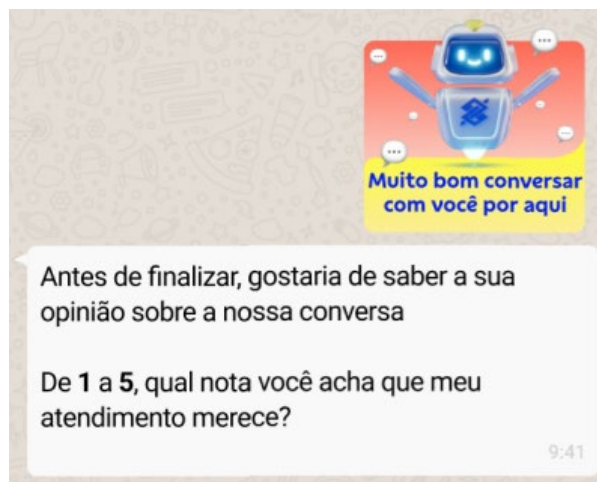 Muito bom conversar
com você por aqui
Antes de finalizar, gostaria de saber a sua
opinião sobre a nossa conversa
De 1 a 5, qual nota você acha que meu
atendimento merece?
9:41